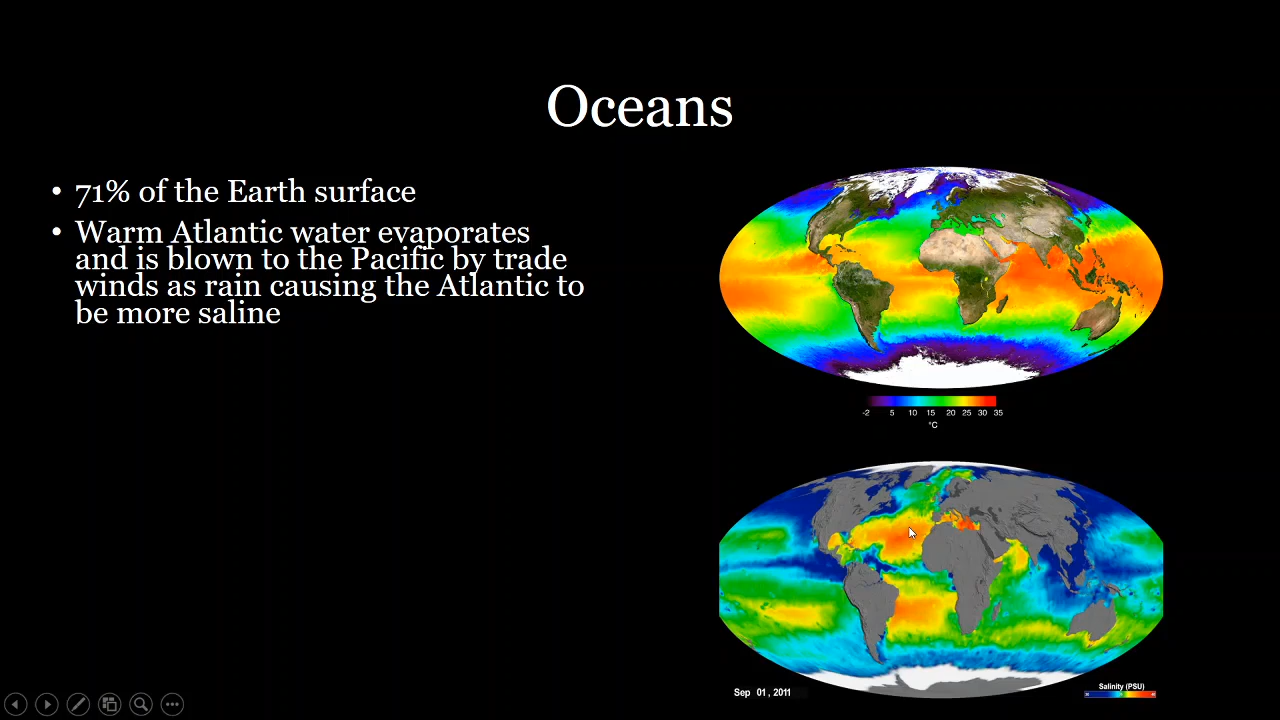 Oceans
• 71% of the Earth surface
• Warm Atlantic water evaporates
and is blown to the Pacific by trade
winds as rain causing the Atlantic to
be more saline
-2 5 10 15 20 25 30 35
°C
Sep 01, 2011
Salinity (PSU)